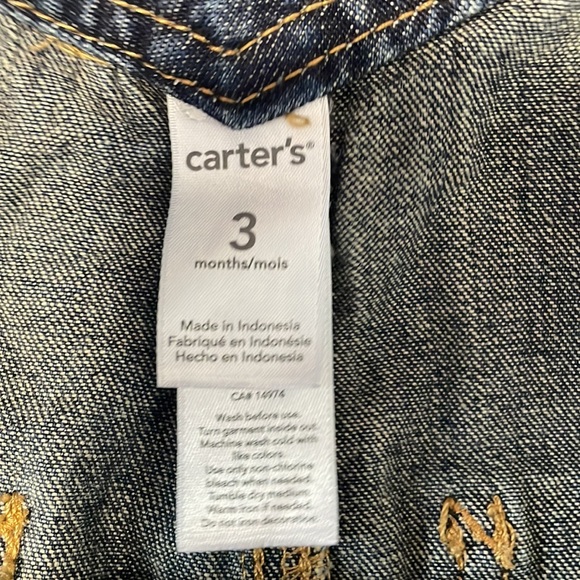 carter's®
3
months/mois
Made in Indonesia
Fabriqué en Indonésie
Hecho en Indonesia
CA# 14974
Wash before use.
Turn garment inside out.
Machine wash cold with
like colors.
Use only non-chlorine
bleach when needed.
Tumble dry medium.
Warm iron if needed.
Do not iron decoration.